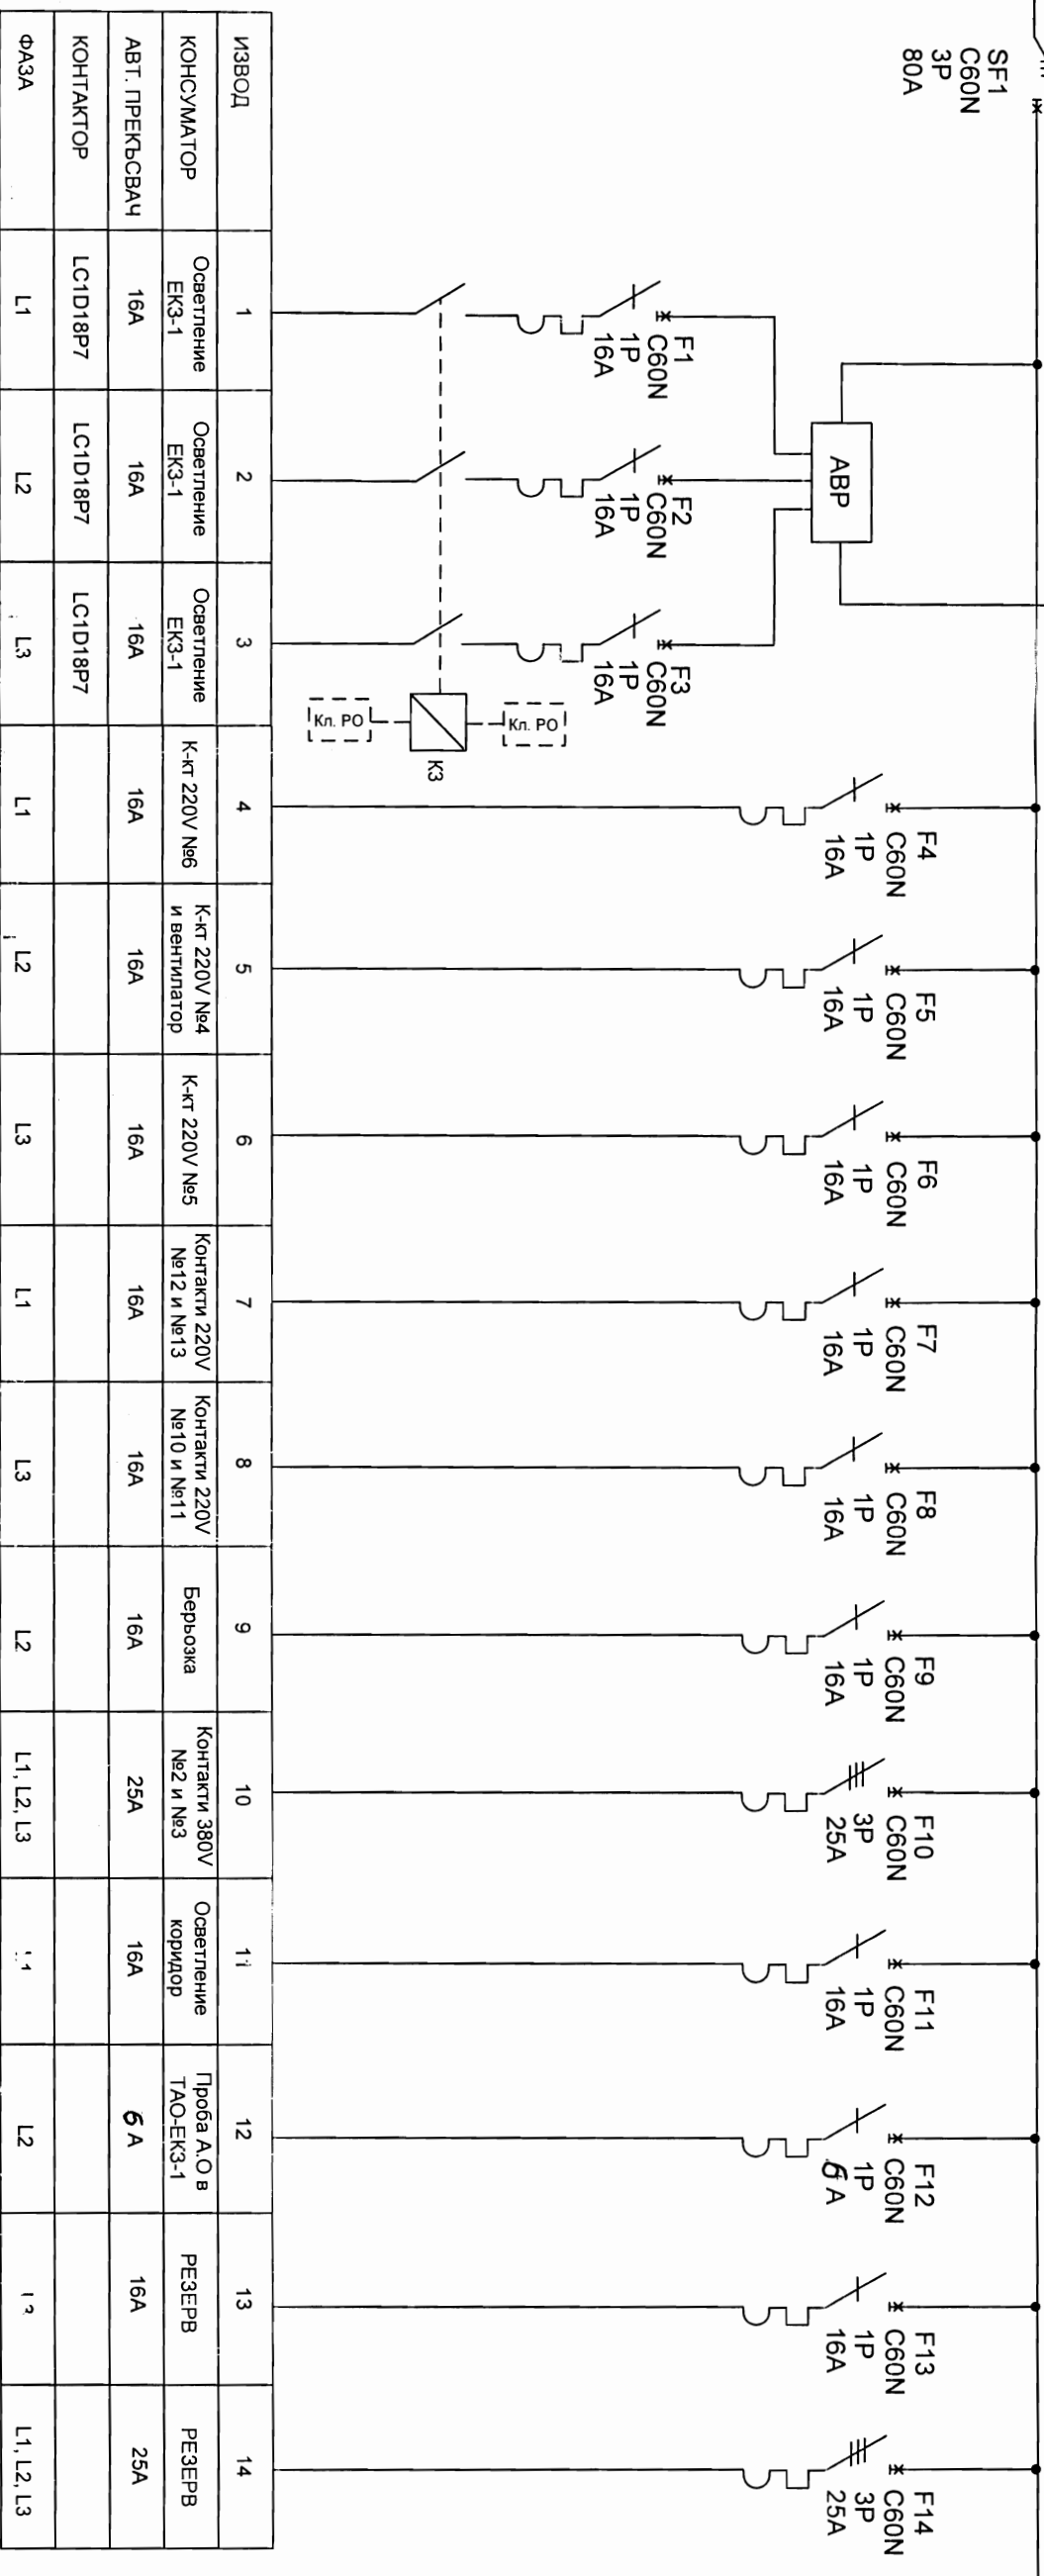 SF1
C60N
3P
80A
АВР
F1
C60N
1P
16A
F2
C60N
1P
16A
F3
C60N
1P
16A
Кл. РО
Кл. РО
К3
F4
C60N
1P
16A
F5
C60N
1P
16A
F6
C60N
1P
16A
F7
C60N
1P
16A
F8
C60N
1P
16A
F9
C60N
1P
16A
F10
C60N
3P
25A
F11
C60N
1P
16A
F12
C60N
1P
6 A
F13
C60N
1P
16A
F14
C60N
3P
25A
ИЗВОД 1 2 3 4 5 6 7 8 9 10 11 12 13 14
КОНСУМАТОР
Осветление
ЕКЗ-1
Осветление
ЕКЗ-1
Осветление
ЕКЗ-1
К-кт 220V №6
К-кт 220V №4
и вентилатор
К-кт 220V №5
Контакти 220V
№12 и №13
Контакти 220V
№10 и №11
Берьозка
Контакти 380V
№2 и №3
Осветление
коридор
Проба А.О в
ТАО-ЕКЗ-1
РЕЗЕРВ
РЕЗЕРВ
АВТ. ПРЕКЪСВАЧ 16A 16A 16A 16A 16A 16A 16A 16A 16A 25A 16A 6 A 16A 25A
КОНТАКТОР LC1D18P7 LC1D18P7 LC1D18P7
ФАЗА L1 L2 L3 L1 L2 L3 L1 L3 L2 L1, L2, L3 L2 L1, L2, L3